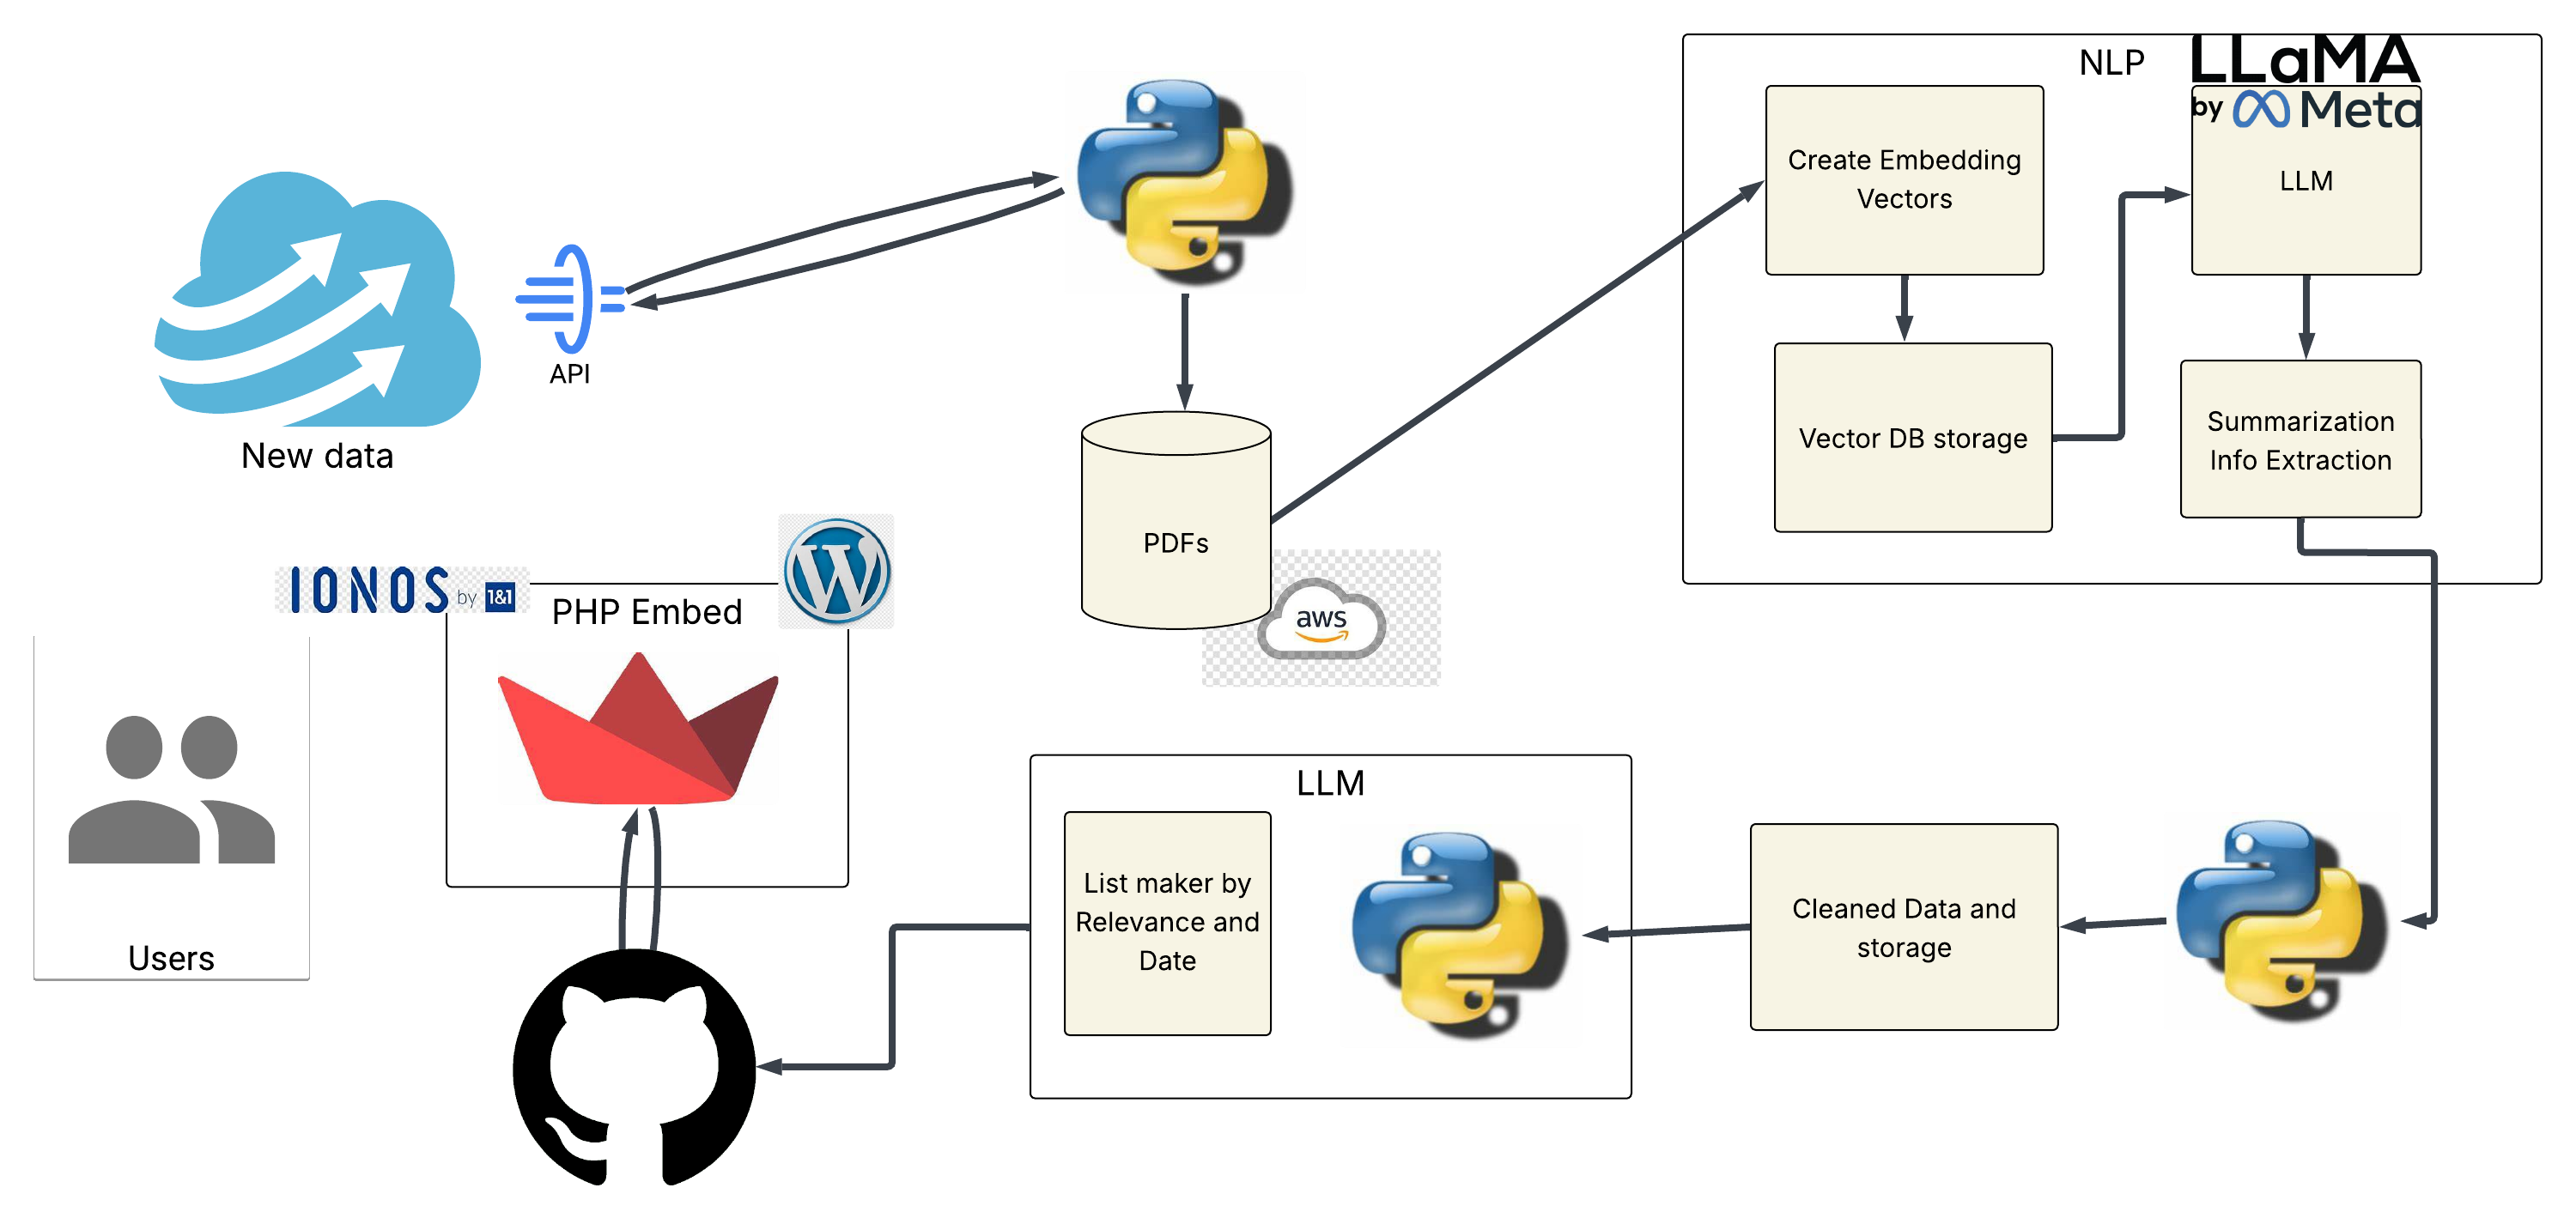 NLP
LLaMA
by Meta
Create Embedding
Vectors
LLM
API
New data
Vector DB storage
Summarization
Info Extraction
PDFs
aws
IONOS by 1&1
PHP Embed
W
Users
LLM
List maker by
Relevance and
Date
Cleaned Data and
storage